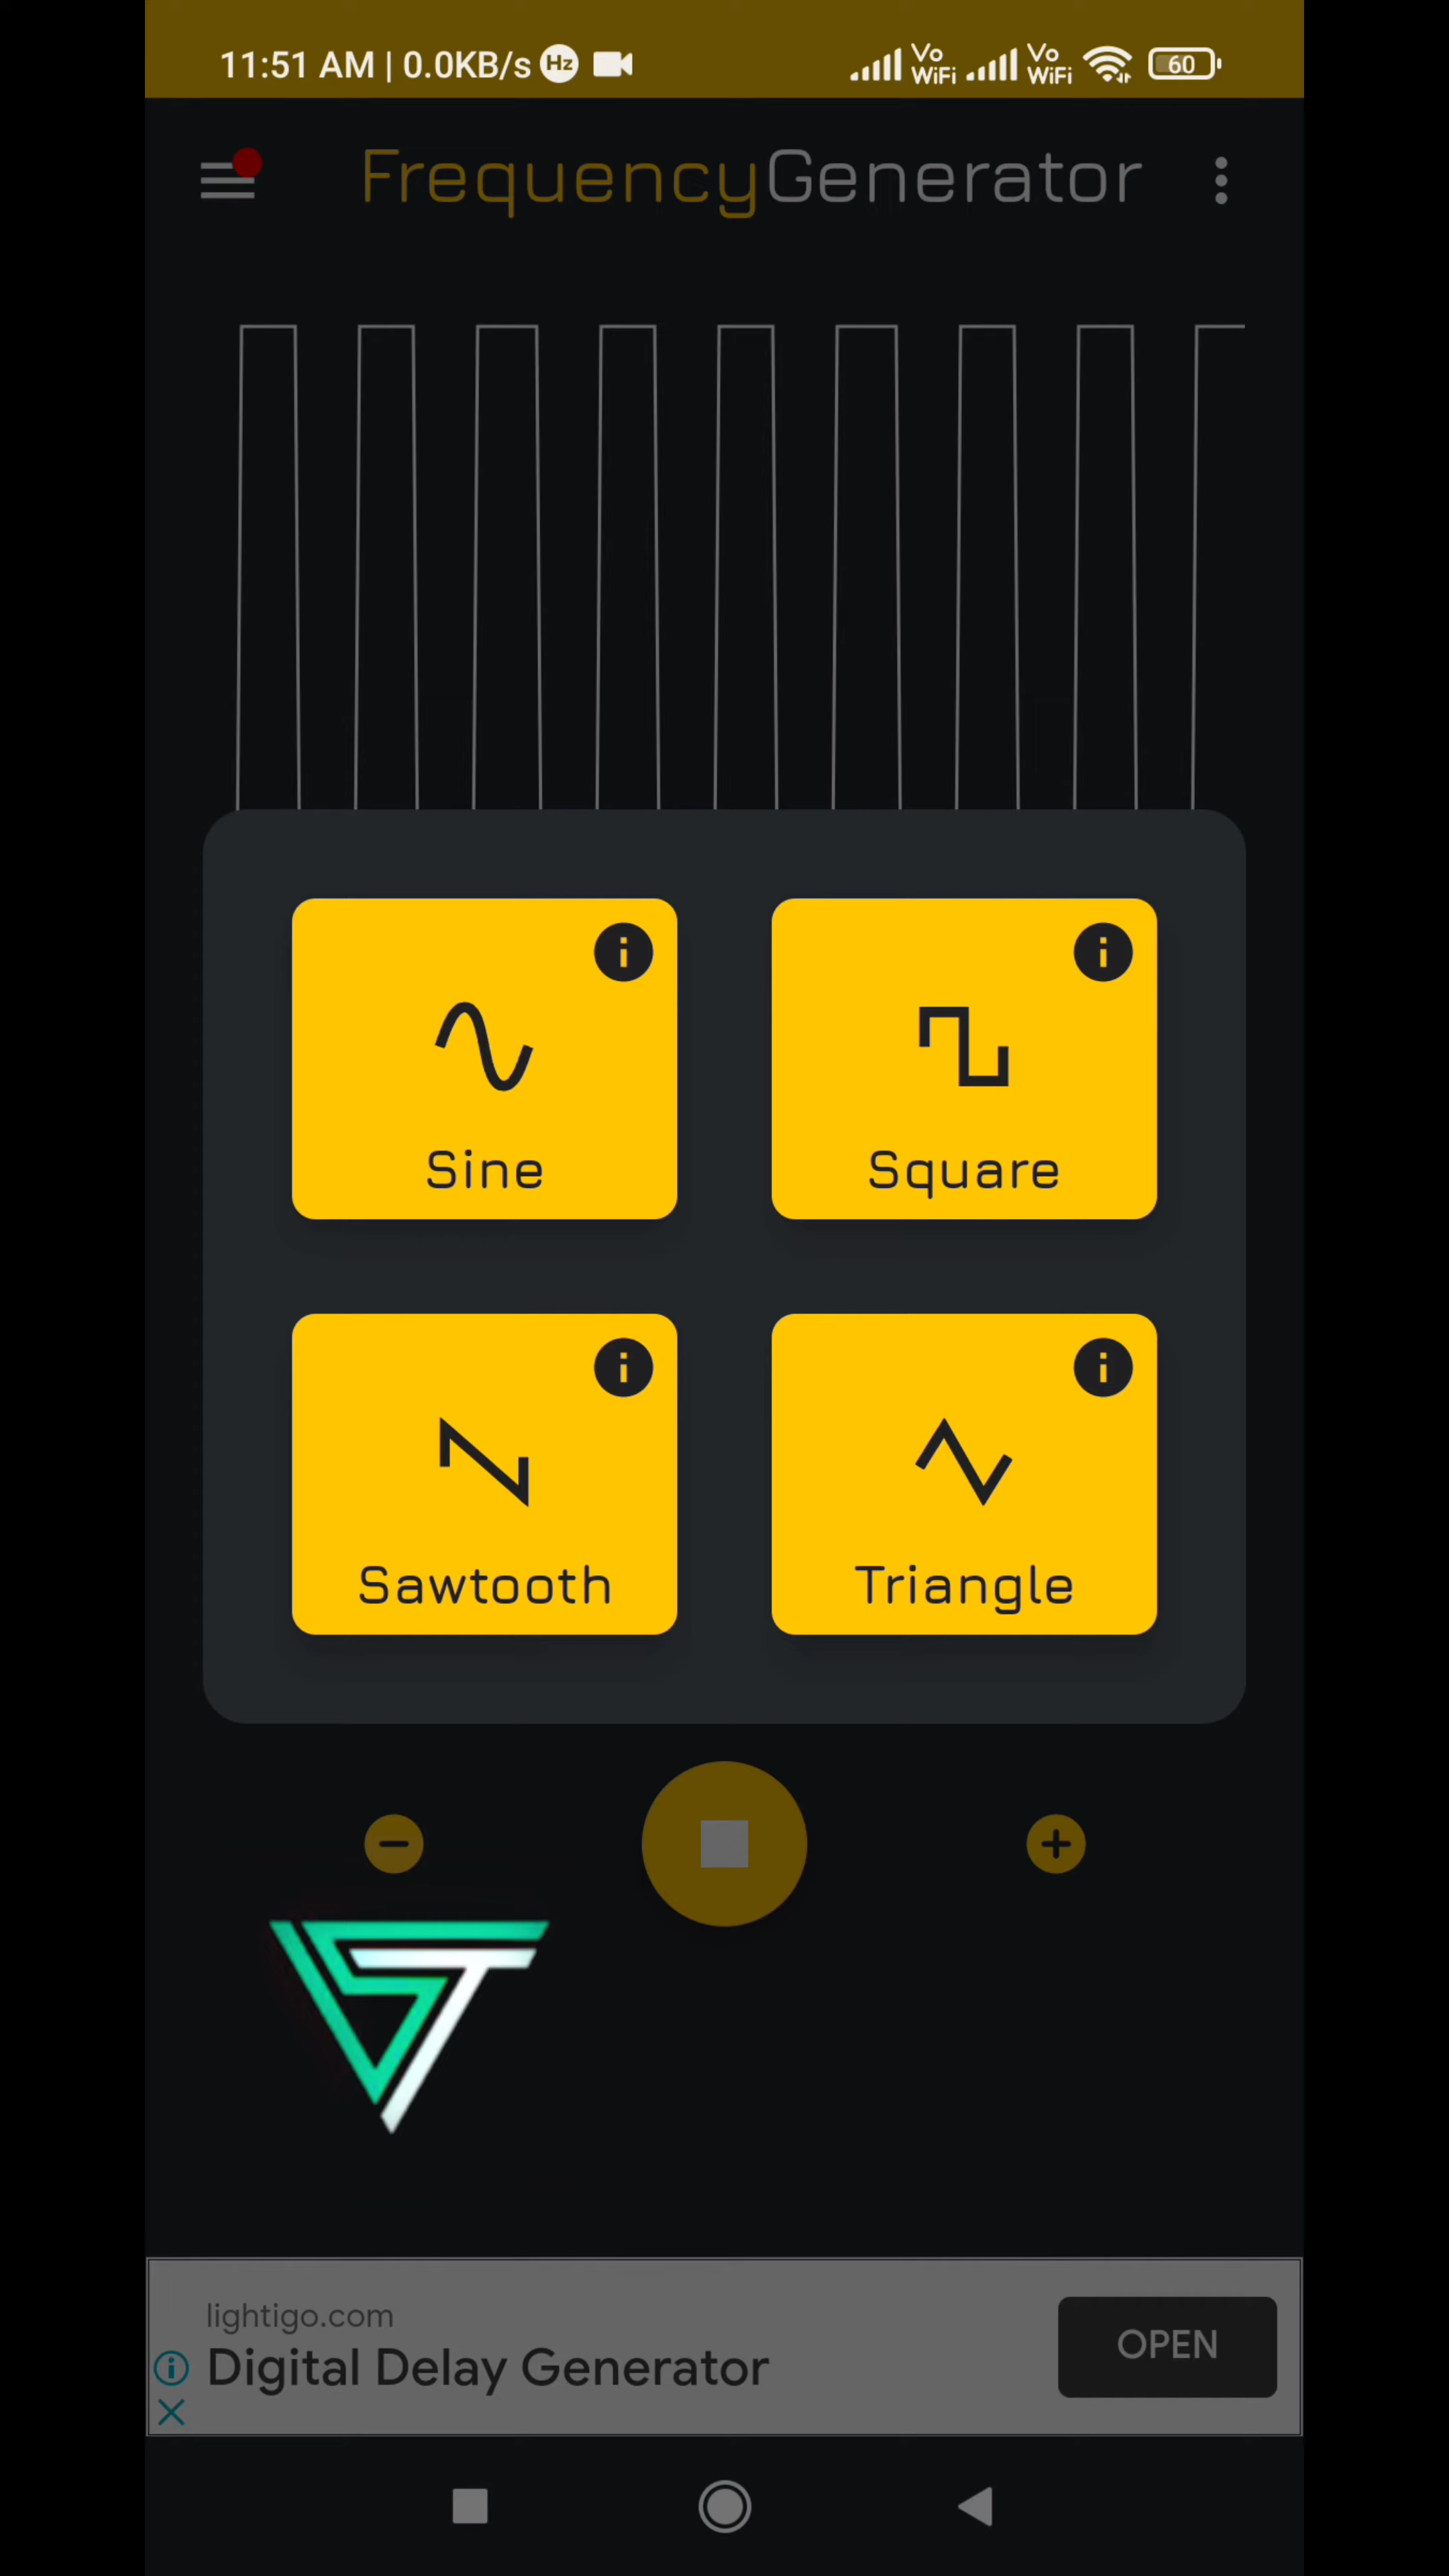 11:51 AM | 0.0KB/s Hz Vo WiFi Vo WiFi 60
FrequencyGenerator
Sine
Square
Sawtooth
Triangle
lightigo.com
Digital Delay Generator
OPEN